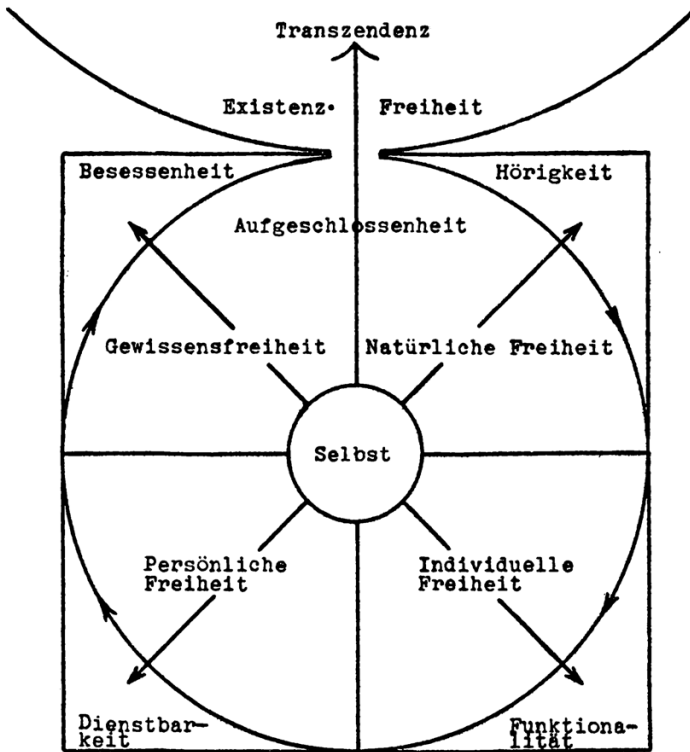 Transzendenz
Existenz· Freiheit
Besessenheit
Hörigkeit
Aufgeschlossenheit
Gewissensfreiheit
Natürliche Freiheit
Selbst
Persönliche
Freiheit
Individuelle
Freiheit
Dienstbar-
keit
Funktiona-
lität